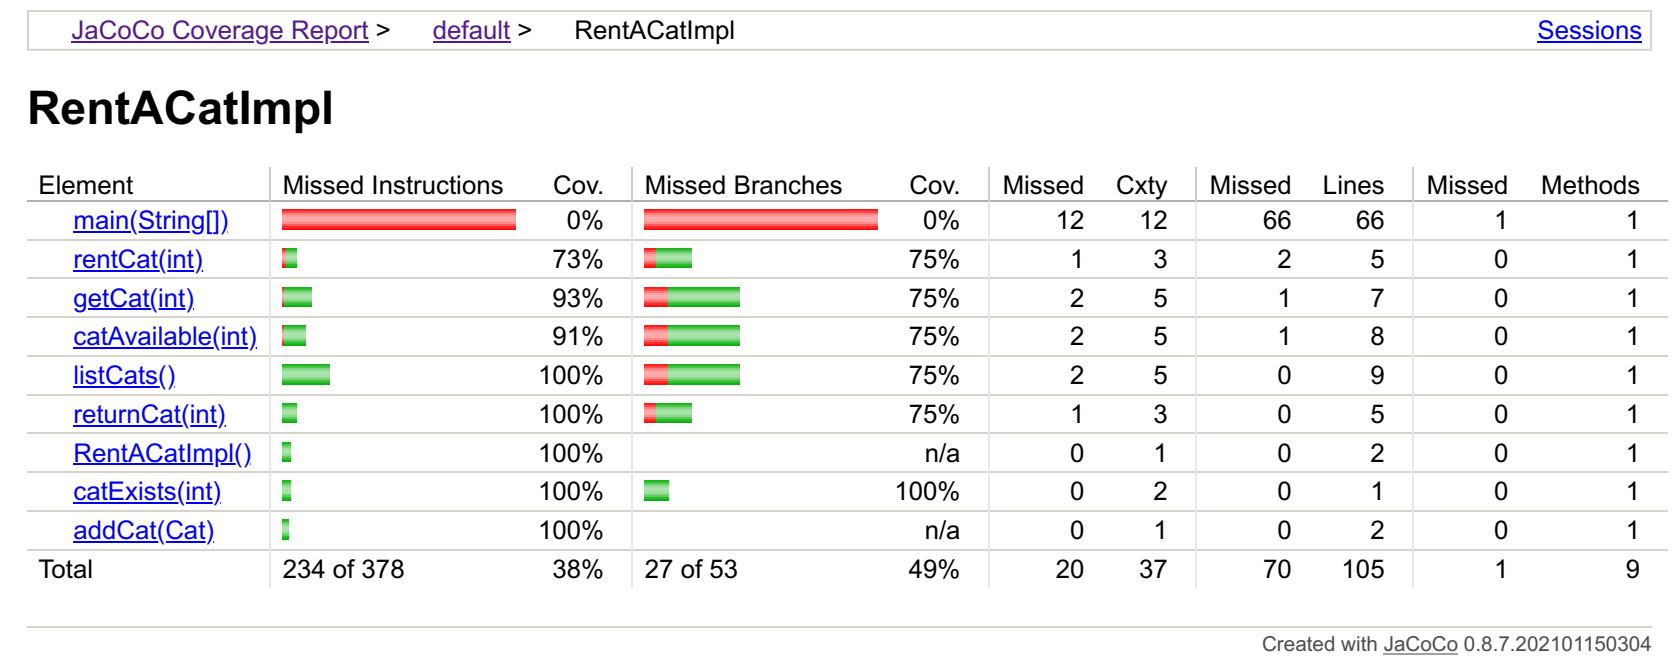 JaCoCo Coverage Report > default > RentACatImpl Sessions
RentACatImpl
Element Missed Instructions Cov. Missed Branches Cov. Missed Cxty Missed Lines Missed Methods
main(String[]) 0% 0% 12 12 66 66 1 1
rentCat(int) 73% 75% 1 3 2 5 0 1
getCat(int) 93% 75% 2 5 1 7 0 1
catAvailable(int) 91% 75% 2 5 1 8 0 1
listCats() 100% 75% 2 5 0 9 0 1
returnCat(int) 100% 75% 1 3 0 5 0 1
RentACatImpl() 100% n/a 0 1 0 2 0 1
catExists(int) 100% 100% 0 2 0 1 0 1
addCat(Cat) 100% n/a 0 1 0 2 0 1
Total 234 of 378 38% 27 of 53 49% 20 37 70 105 1 9
Created with JaCoCo 0.8.7.202101150304